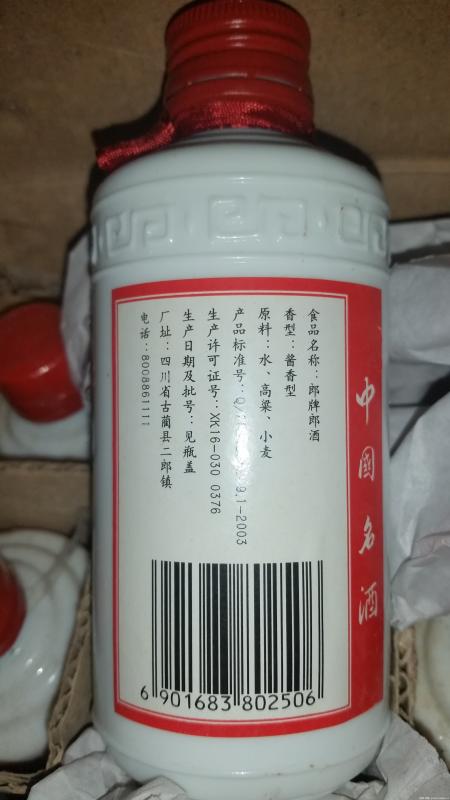 中國名酒
食品名称：郎牌郎酒
香型：酱香型
原料：水、高粱、小麦
产品标准号：Q/ 9.1-2003
生产许可证号：XK16-030 0376
生产日期及批号：见瓶盖
厂址：四川省古蔺县二郎镇
电话：8008861111
6 901683 802506